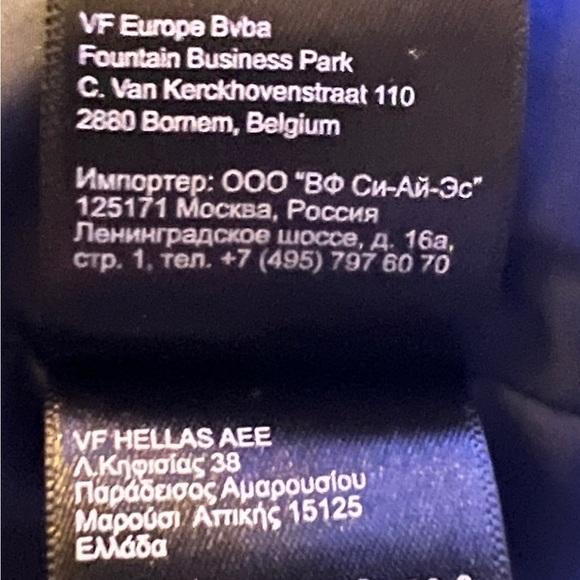 VF Europe Bvba
Fountain Business Park
C. Van Kerckhovenstraat 110
2880 Bornem, Belgium
Импортер: ООО "ВФ Си-Ай-Эс"
125171 Москва, Россия
Ленинградское шоссе, д. 16а,
стр. 1, тел. +7 (495) 797 60 70
VF HELLAS AEE
Λ.Κηφισίας 38
Παράδεισος Αμαρουσίου
Μαρούσι Αττικής 15125
Ελλάδα